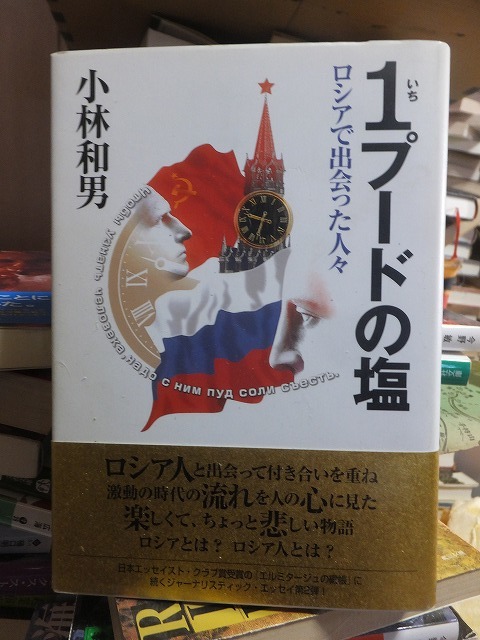 1プードの塩
いち
ロシアで出会った人々
小林和男
Чтобы узнать человека, надо с ним пуд соли съесть.
ロシア人と出会って付き合いを重ね
激動の時代の流れを人の心に見た
楽しくて、ちょっと悲しい物語
ロシアとは？ロシア人とは？
日本エッセイスト・クラブ賞受賞の『エルミタージュの緞帳』に
続くジャーナリスティック・エッセイ第2弾！
今野 敏